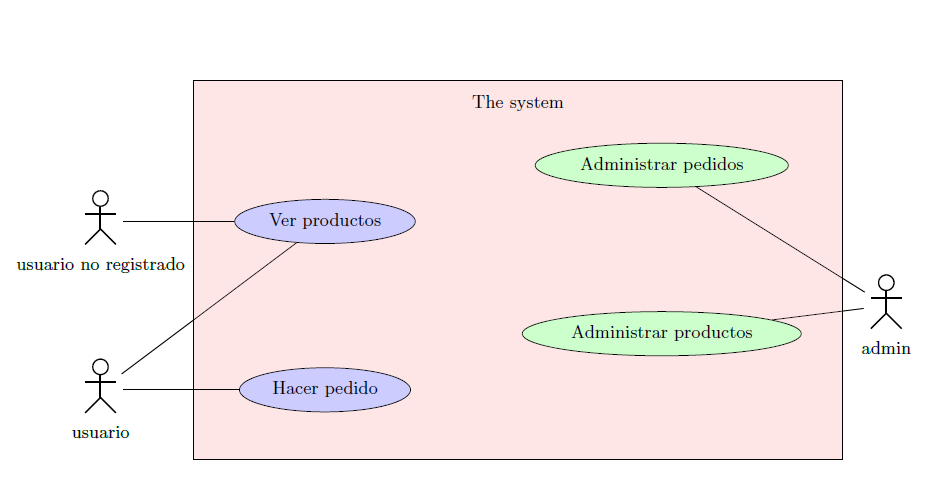 The system
Administrar pedidos
Ver productos
usuario no registrado
Administrar productos
admin
Hacer pedido
usuario